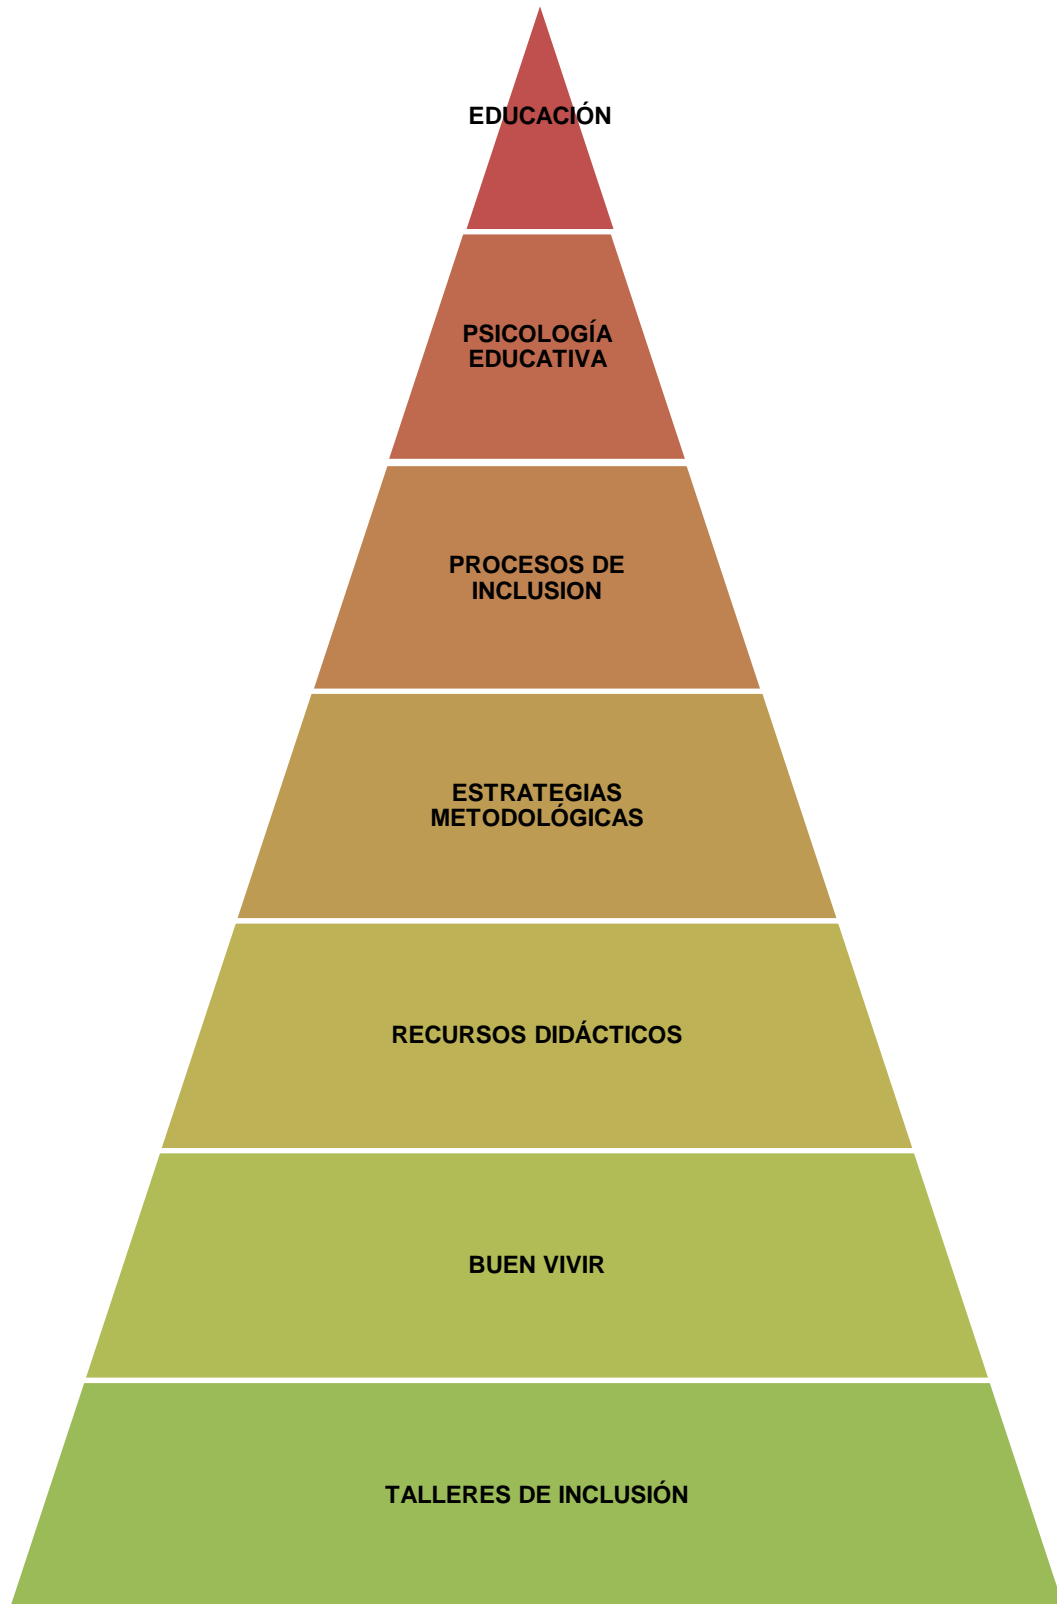 EDUCACIÓN
PSICOLOGÍA
EDUCATIVA
PROCESOS DE
INCLUSION
ESTRATEGIAS
METODOLÓGICAS
RECURSOS DIDÁCTICOS
BUEN VIVIR
TALLERES DE INCLUSIÓN